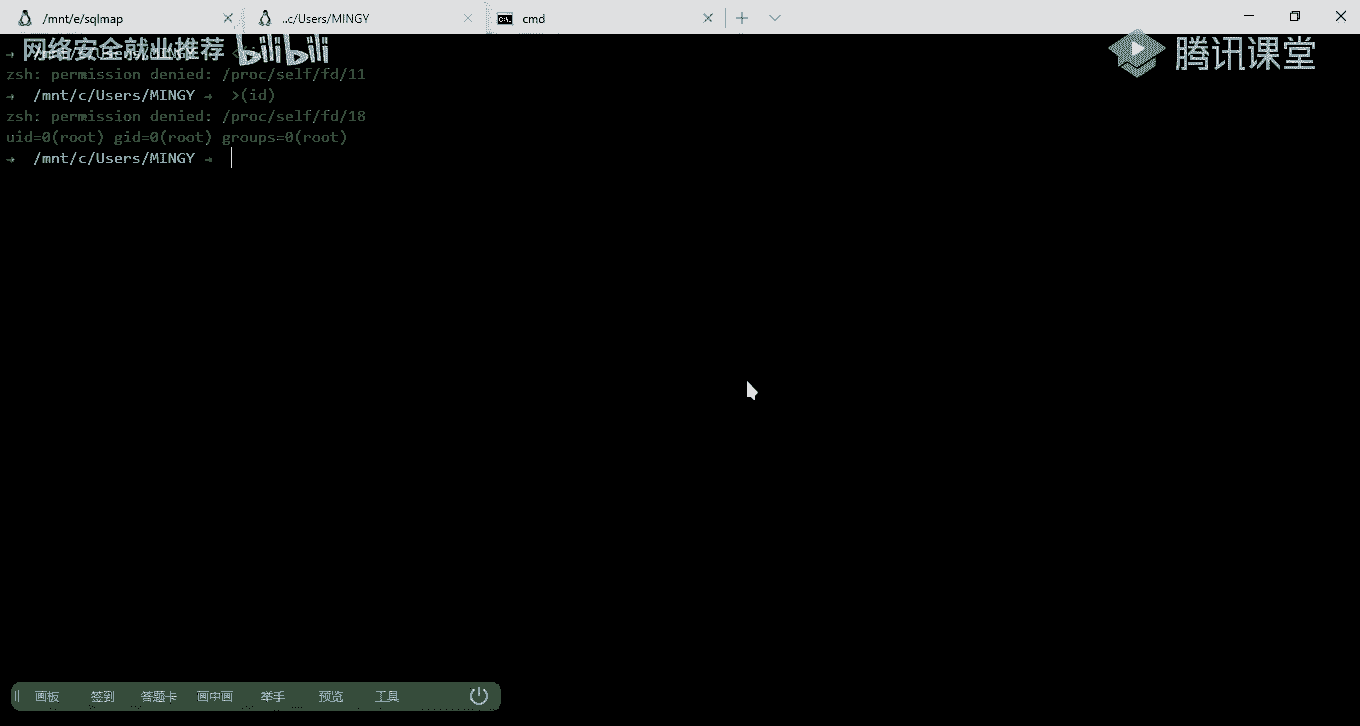 /mnt/e/sqlmap
..c/Users/MINGY
cmd
网络安全就业推荐 bilibili
腾讯课堂
zsh: permission denied: /proc/self/fd/11
→ /mnt/c/Users/MINGY → >(id)
zsh: permission denied: /proc/self/fd/18
uid=0(root) gid=0(root) groups=0(root)
→ /mnt/c/Users/MINGY →
画板 签到 答题卡 画中画 举手 预览 工具